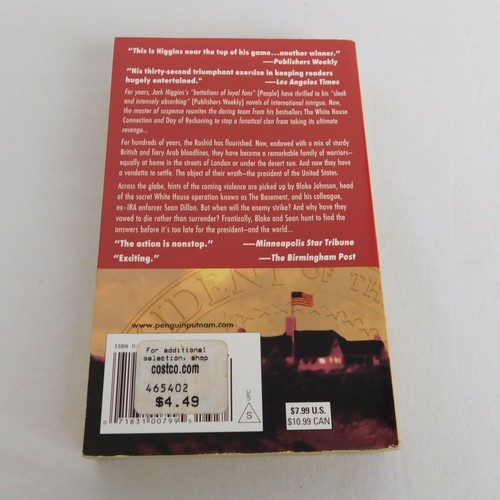 “This is Higgins near the top of his game...another winner.”
—Publishers Weekly
“His thirty-second triumphant exercise in keeping readers
hugely entertained.” —Los Angeles Times
For years, Jack Higgins’s “battalions of loyal fans” (People) have thrilled to his “sleek
and intensely absorbing” (Publishers Weekly) novels of international intrigue. Now,
the master of suspense reunites the daring team from his bestsellers The White House
Connection and Day of Reckoning to stop a fanatical clan from taking its ultimate
revenge...
For hundreds of years, the Rashid has flourished. Now, endowed with a mix of sturdy
British and fiery Arab bloodlines, they have become a remarkable family of warriors—
equally at home in the streets of London or under the desert sun. And now they have
a vendetta to settle. The object of their wrath—the president of the United States.
Across the globe, hints of the coming violence are picked up by Blake Johnson, head
of the secret White House operation known as The Basement, and his colleague,
ex–IRA enforcer Sean Dillon. But when will the enemy strike? And why have they
vowed to die rather than surrender? Frantically, Blake and Sean hunt to find the
answers before it’s too late for the president—and the world...
“The action is nonstop.” —Minneapolis Star Tribune
“Exciting.” —The Birmingham Post
IDENT OF TH
www.penguinputnam.com
ISBN 0-
For additional
selection, shop
costco.com
465402
$4.49
UPC
S
$7.99 U.S.
$10.99 CAN
0 71831 00799 5